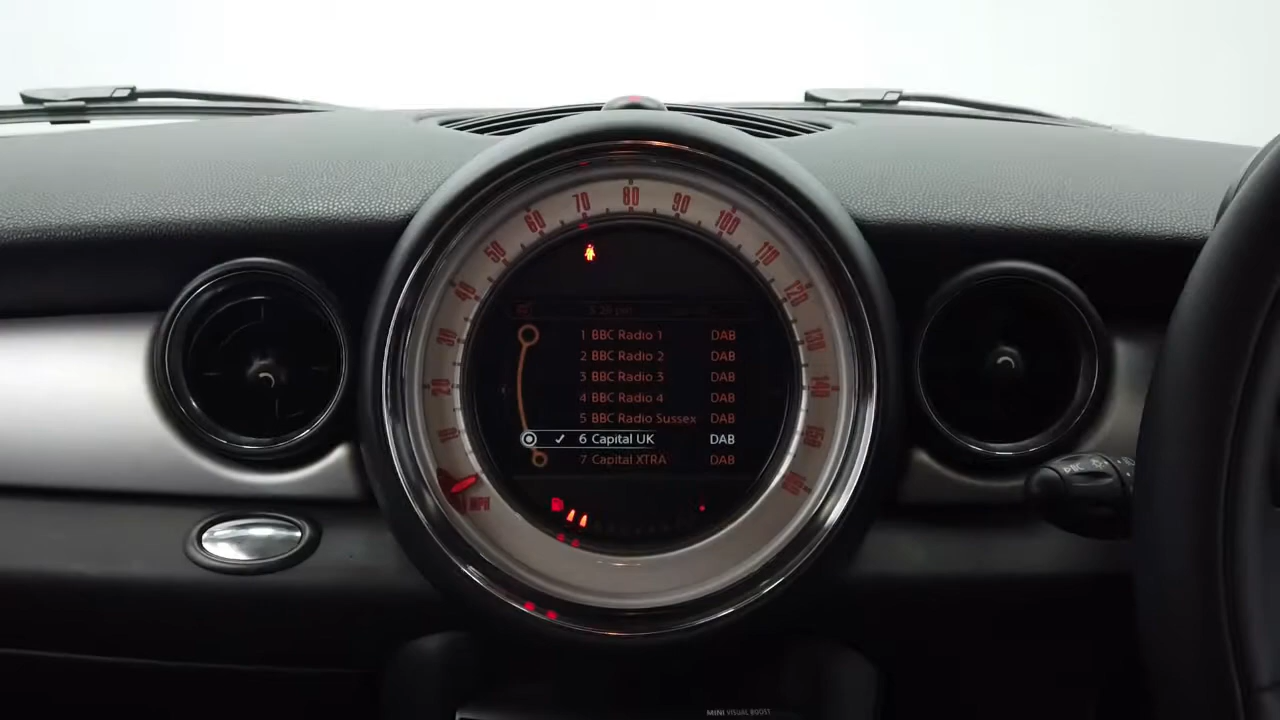 10
20
30
40
50
60
70
80
90
100
110
120
130
140
150
MPH
1 BBC Radio 1 DAB
2 BBC Radio 2 DAB
3 BBC Radio 3 DAB
4 BBC Radio 4 DAB
5 BBC Radio Sussex DAB
✓ 6 Capital UK DAB
7 Capital XTRA DAB
BC
MINI VISUAL BOOST